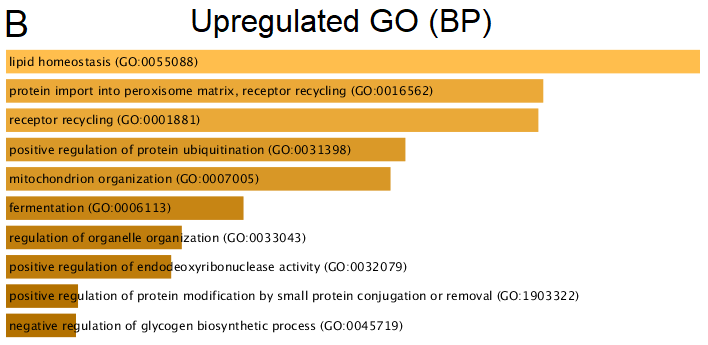 B
Upregulated GO (BP)
lipid homeostasis (GO:0055088)
protein import into peroxisome matrix, receptor recycling (GO:0016562)
receptor recycling (GO:0001881)
positive regulation of protein ubiquitination (GO:0031398)
mitochondrion organization (GO:0007005)
fermentation (GO:0006113)
regulation of organelle organization (GO:0033043)
positive regulation of endodeoxyribonuclease activity (GO:0032079)
positive regulation of protein modification by small protein conjugation or removal (GO:1903322)
negative regulation of glycogen biosynthetic process (GO:0045719)